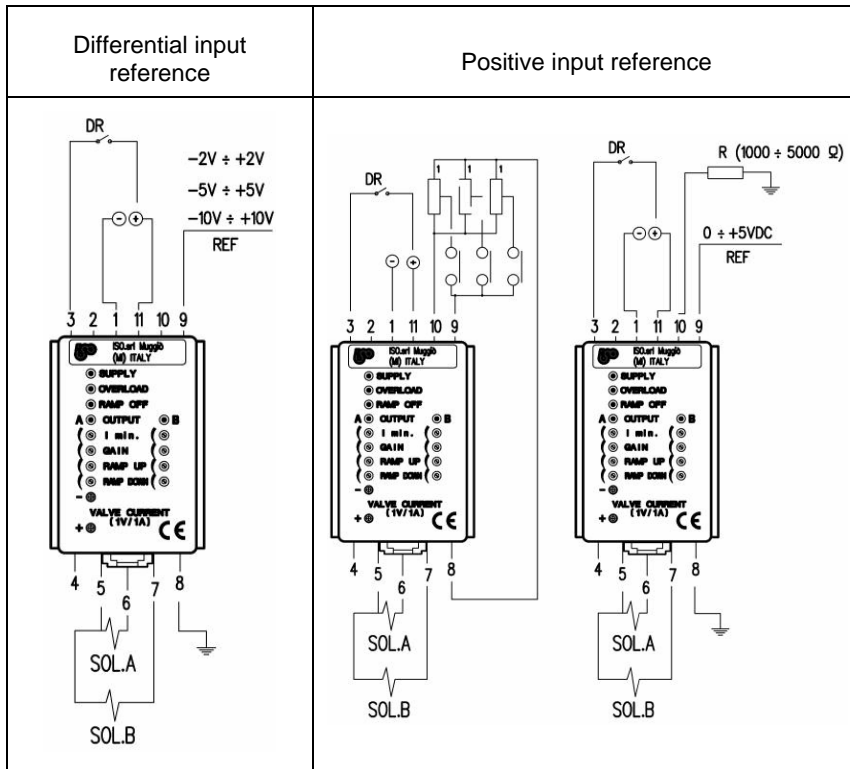 Differential input
reference
Positive input reference
DR
–2V ÷ +2V
–5V ÷ +5V
–10V ÷ +10V
REF
3 2 1 11 10 9
ISO.srl Muggiò
(MI) ITALY
SUPPLY
OVERLOAD
RAMP OFF
A OUTPUT B
I min.
GAIN
RAMP UP
RAMP DOWN
–
VALVE CURRENT
(1V/1A)
+ CE
4 5 6 7 8
SOL.A
SOL.B
DR
1 1 1
3 2 1 11 10 9
ISO.srl Muggiò
(MI) ITALY
SUPPLY
OVERLOAD
RAMP OFF
A OUTPUT B
I min.
GAIN
RAMP UP
RAMP DOWN
–
VALVE CURRENT
(1V/1A)
+ CE
4 5 6 7 8
SOL.A
SOL.B
DR
R (1000 ÷ 5000 Ω)
0 ÷ +5VDC
REF
3 2 1 11 10 9
ISO.srl Muggiò
(MI) ITALY
SUPPLY
OVERLOAD
RAMP OFF
A OUTPUT B
I min.
GAIN
RAMP UP
RAMP DOWN
–
VALVE CURRENT
(1V/1A)
+ CE
4 5 6 7 8
SOL.A
SOL.B